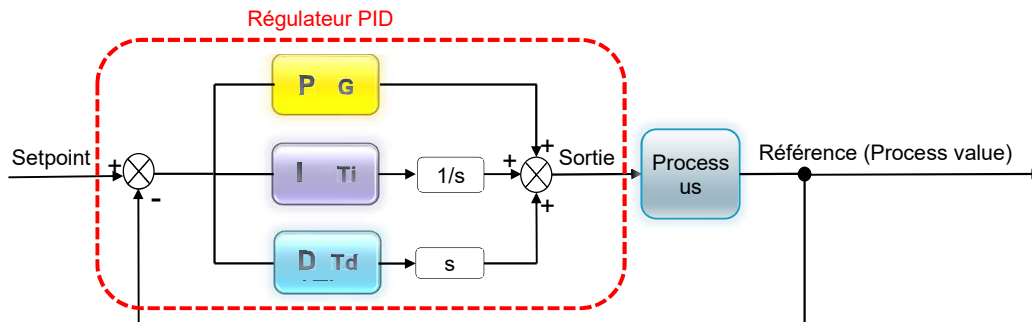 Régulateur PID
P G
+
Setpoint
+
-
I Ti
1/s
+
Sortie
Process
us
Référence (Process value)
D Td
s
+